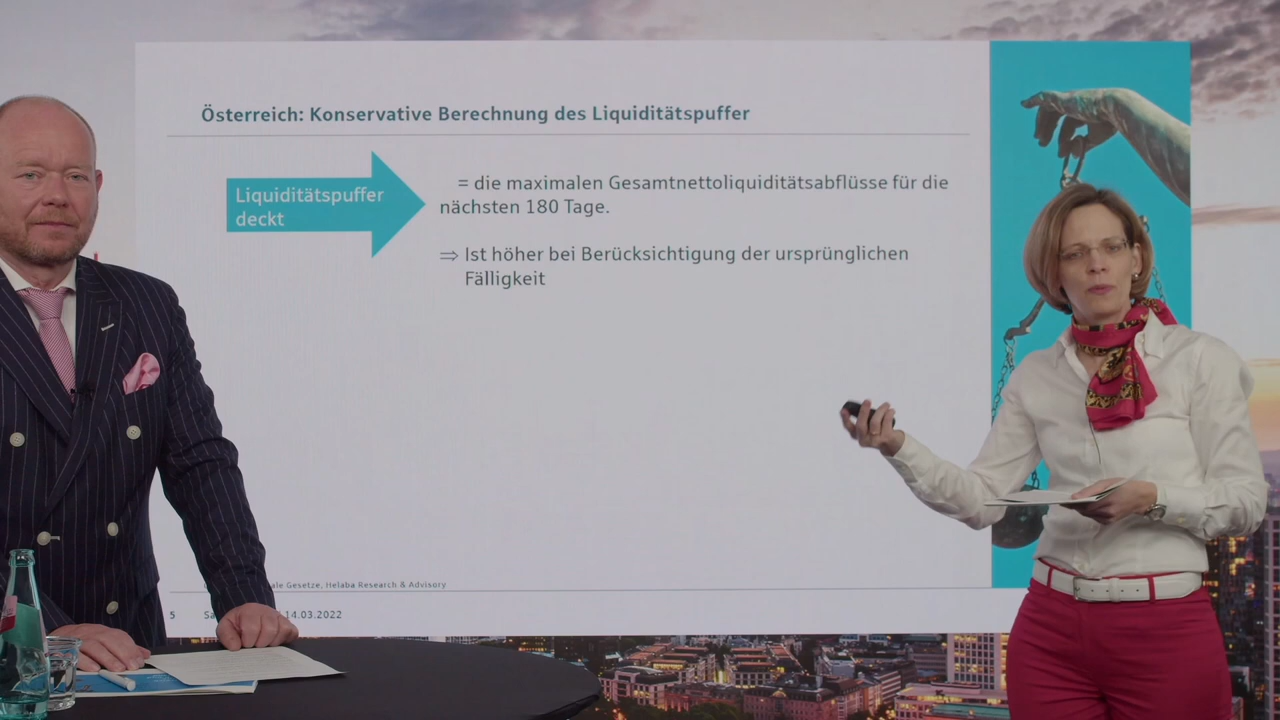 Österreich: Konservative Berechnung des Liquiditätspuffer
Liquiditätspuffer
deckt
= die maximalen Gesamtnettoliquiditätsabflüsse für die
nächsten 180 Tage.
⇒ Ist höher bei Berücksichtigung der ursprünglichen
Fälligkeit
Gesetze, Helaba Research & Advisory
5
14.03.2022